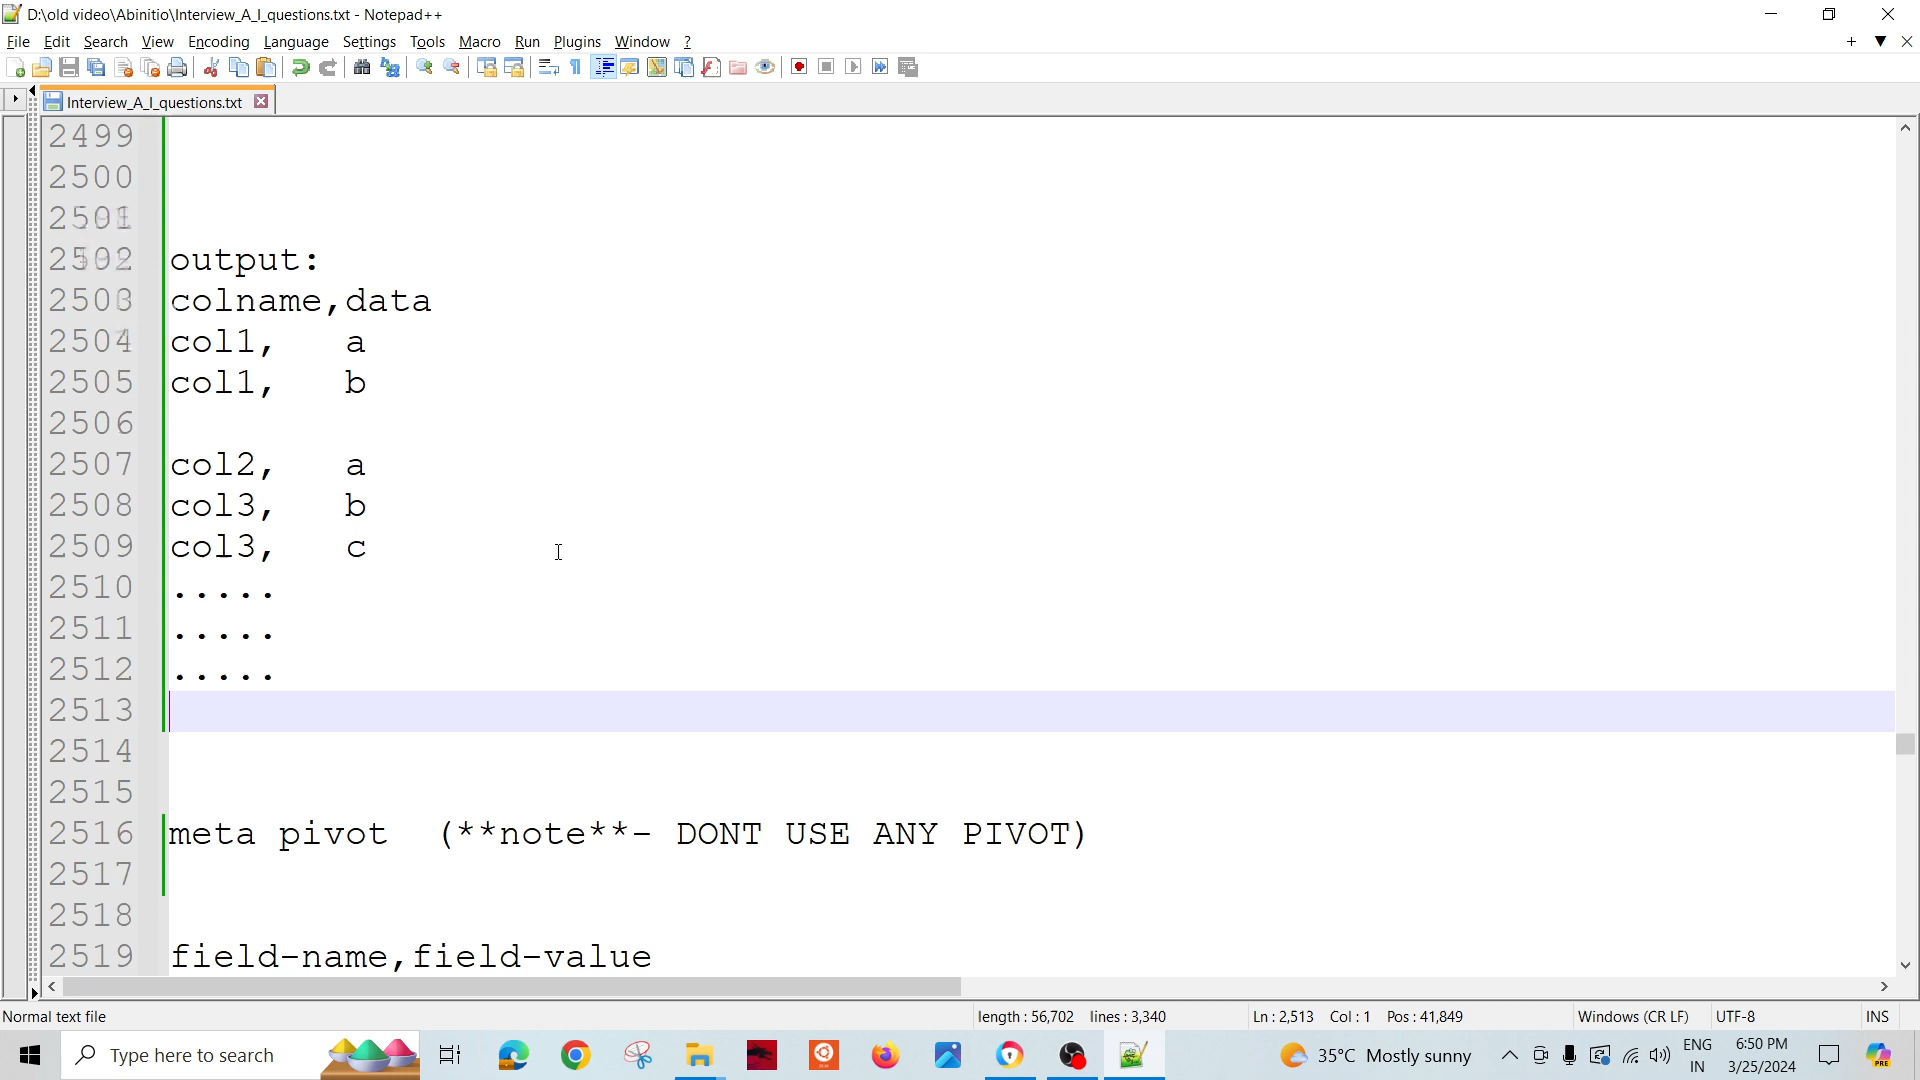 D:\old video\Abinitio\Interview_A_I_questions.txt - Notepad++
File Edit Search View Encoding Language Settings Tools Macro Run Plugins Window ?
Interview_A_I_questions.txt
2499
2500
2501
2502 output:
2503 colname,data
2504 col1, a
2505 col1, b
2506
2507 col2, a
2508 col3, b
2509 col3, c
2510 .....
2511 .....
2512 .....
2513
2514
2515
2516 meta pivot (**note**- DONT USE ANY PIVOT)
2517
2518
2519 field-name,field-value
Normal text file length : 56,702 lines : 3,340 Ln : 2,513 Col : 1 Pos : 41,849 Windows (CR LF) UTF-8 INS
Type here to search 35°C Mostly sunny ENG IN 6:50 PM 3/25/2024 PRE